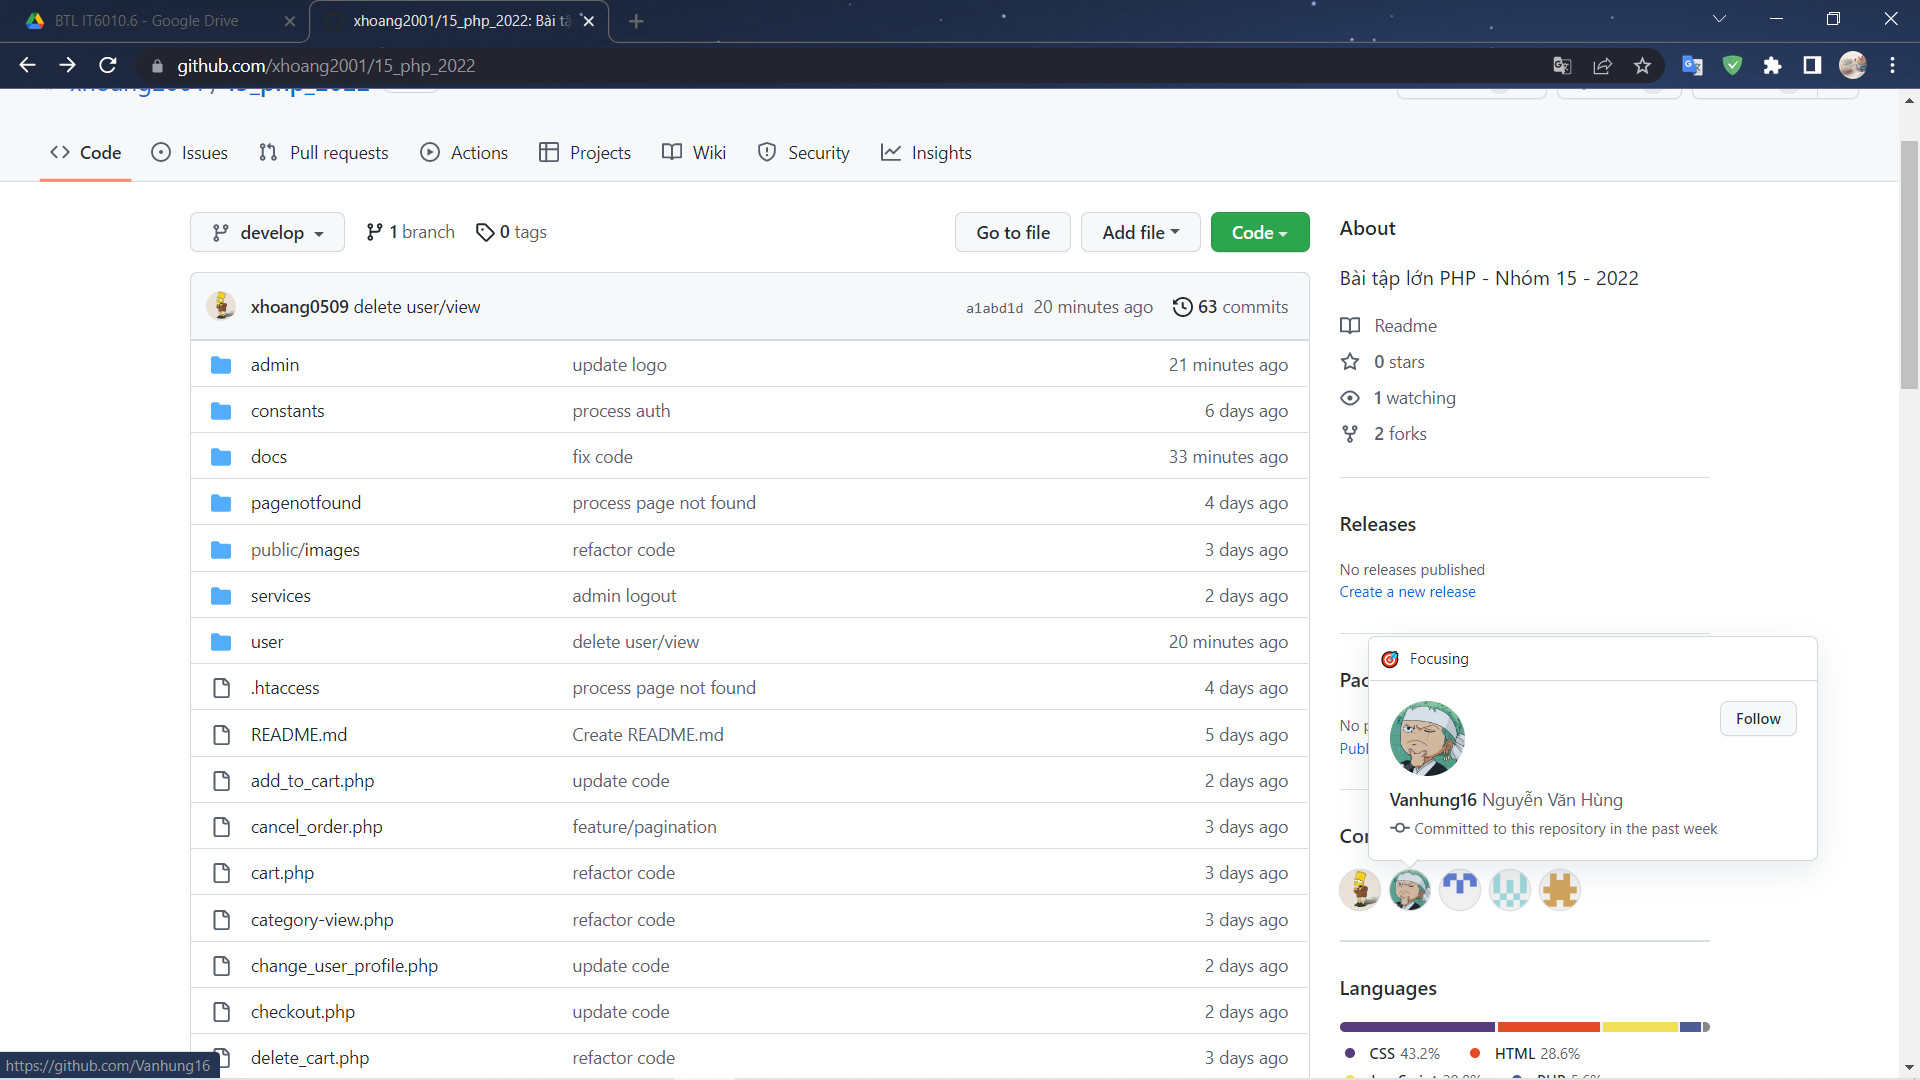 BTL IT6010.6 - Google Drive
xhoang2001/15_php_2022: Bài tậ
github.com/xhoang2001/15_php_2022
xhoang2001 / 15_php_2022
Code Issues Pull requests Actions Projects Wiki Security Insights
develop 1 branch 0 tags Go to file Add file Code
xhoang0509 delete user/view a1abd1d 20 minutes ago 63 commits
admin update logo 21 minutes ago
constants process auth 6 days ago
docs fix code 33 minutes ago
pagenotfound process page not found 4 days ago
public/images refactor code 3 days ago
services admin logout 2 days ago
user delete user/view 20 minutes ago
.htaccess process page not found 4 days ago
README.md Create README.md 5 days ago
add_to_cart.php update code 2 days ago
cancel_order.php feature/pagination 3 days ago
cart.php refactor code 3 days ago
category-view.php refactor code 3 days ago
change_user_profile.php update code 2 days ago
checkout.php update code 2 days ago
delete_cart.php refactor code 3 days ago
https://github.com/Vanhung16
About
Bài tập lớn PHP - Nhóm 15 - 2022
Readme
0 stars
1 watching
2 forks
Releases
No releases published
Create a new release
Focusing
Pac
No p
Publ
Follow
Vanhung16 Nguyễn Văn Hùng
Committed to this repository in the past week
Con
Languages
CSS 43.2% HTML 28.6%